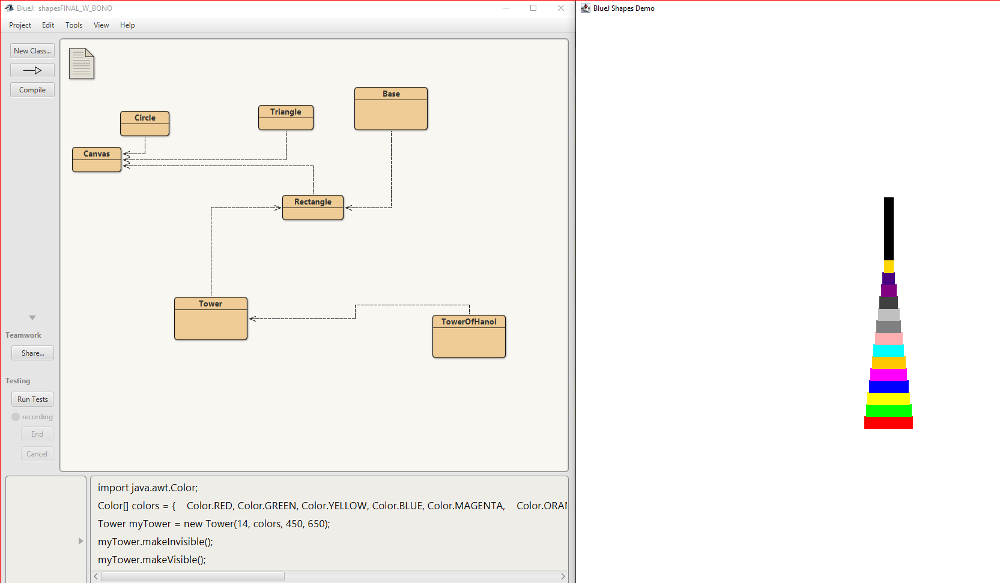 BlueJ: shapesFINAL_W_BONO
Project Edit Tools View Help
New Class...
Compile
Teamwork
Share...
Testing
Run Tests
recording
End
Cancel
Circle
Triangle
Base
Canvas
Rectangle
Tower
TowerOfHanoi
import java.awt.Color;
Color[] colors = { Color.RED, Color.GREEN, Color.YELLOW, Color.BLUE, Color.MAGENTA, Color.ORA
Tower myTower = new Tower(14, colors, 450, 650);
myTower.makeInvisible();
myTower.makeVisible();
BlueJ Shapes Demo